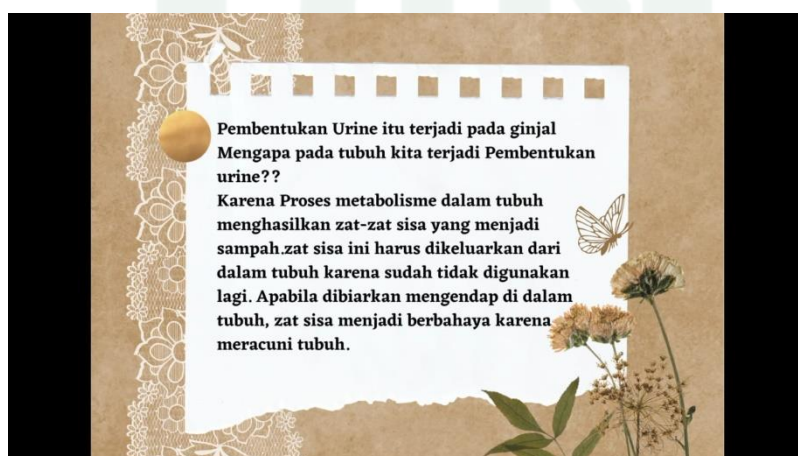 Pembentukan Urine itu terjadi pada ginjal
Mengapa pada tubuh kita terjadi Pembentukan
urine??
Karena Proses metabolisme dalam tubuh
menghasilkan zat-zat sisa yang menjadi
sampah.zat sisa ini harus dikeluarkan dari
dalam tubuh karena sudah tidak digunakan
lagi. Apabila dibiarkan mengendap di dalam
tubuh, zat sisa menjadi berbahaya karena
meracuni tubuh.